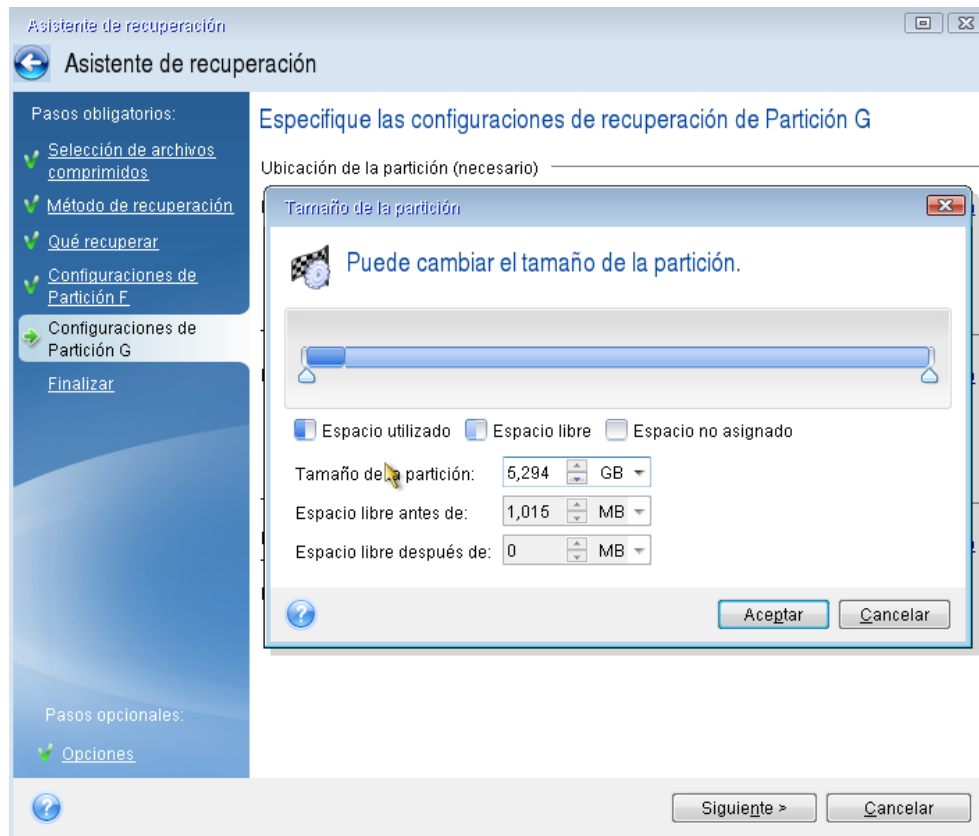 Asistente de recuperación
Asistente de recuperación
Pasos obligatorios:
Selección de archivos
comprimidos
Método de recuperación
Qué recuperar
Configuraciones de
Partición F
Configuraciones de
Partición G
Finalizar
Pasos opcionales:
Opciones
Especifique las configuraciones de recuperación de Partición G
Ubicación de la partición (necesario)
Tamaño de la partición
Puede cambiar el tamaño de la partición.
Espacio utilizado Espacio libre Espacio no asignado
Tamaño de la partición: 5,294 GB
Espacio libre antes de: 1,015 MB
Espacio libre después de: 0 MB
Aceptar Cancelar
Siguiente > Cancelar